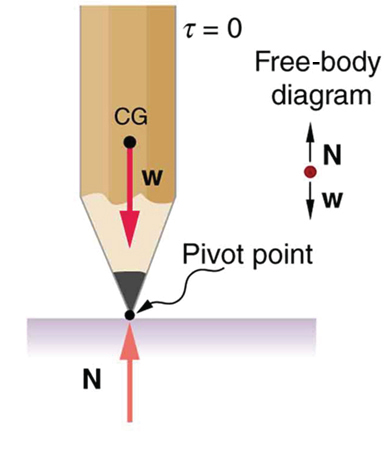 τ = 0
Free-body
diagram
CG
w
N
w
Pivot point
N